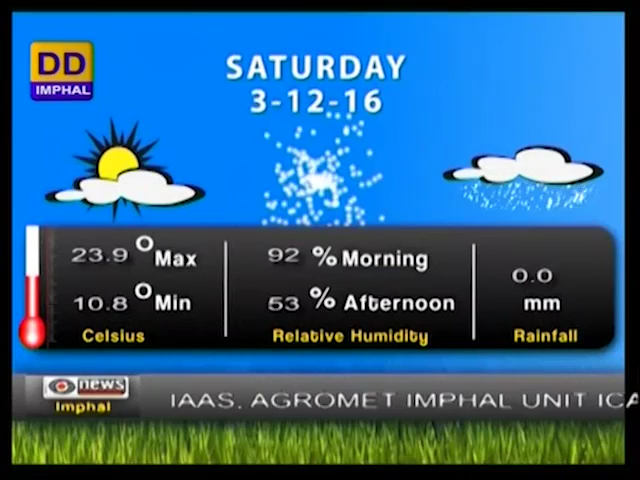 DD
IMPHAL
SATURDAY
3-12-16
23.9 ° Max
10.8 ° Min
Celsius
92 % Morning
53 % Afternoon
Relative Humidity
0.0
mm
Rainfall
news
Imphal
IAAS, AGROMET IMPHAL UNIT ICA